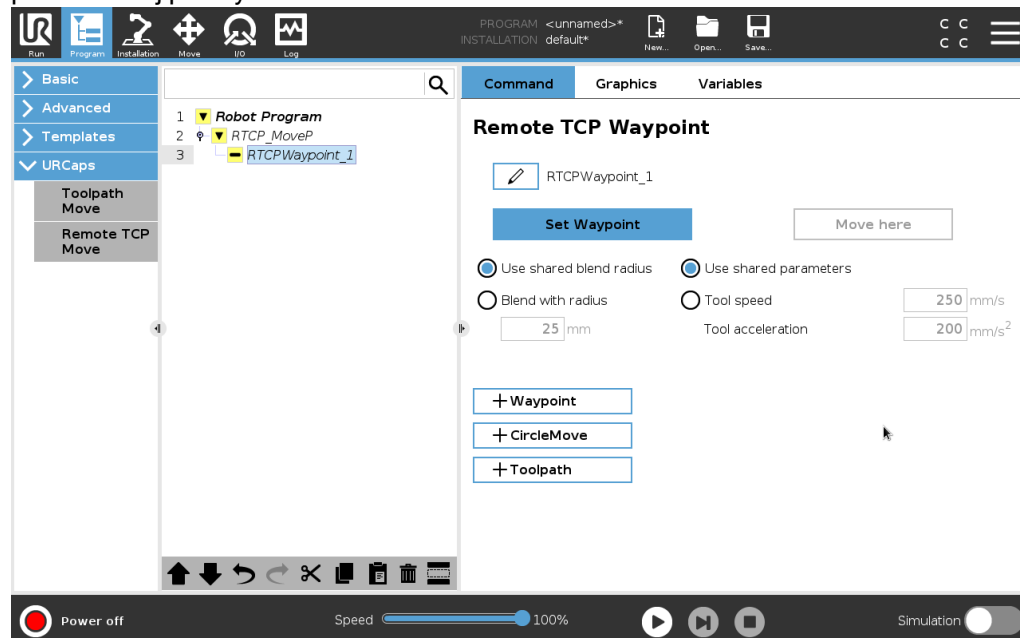 PROGRAM <unnamed>*
INSTALLATION default*
UR
Run
Program
Installation
Move
I/O
Log
New...
Open...
Save...
C C
C C
Basic
Advanced
Templates
URCaps
Toolpath
Move
Remote TCP
Move
1 Robot Program
2 RTCP_MoveP
3 RTCPWaypoint_1
Command
Graphics
Variables
Remote TCP Waypoint
RTCPWaypoint_1
Set Waypoint
Move here
Use shared blend radius
Use shared parameters
Blend with radius
Tool speed
250 mm/s
25 mm
Tool acceleration
200 mm/s²
+Waypoint
+CircleMove
+Toolpath
Power off
Speed
100%
Simulation